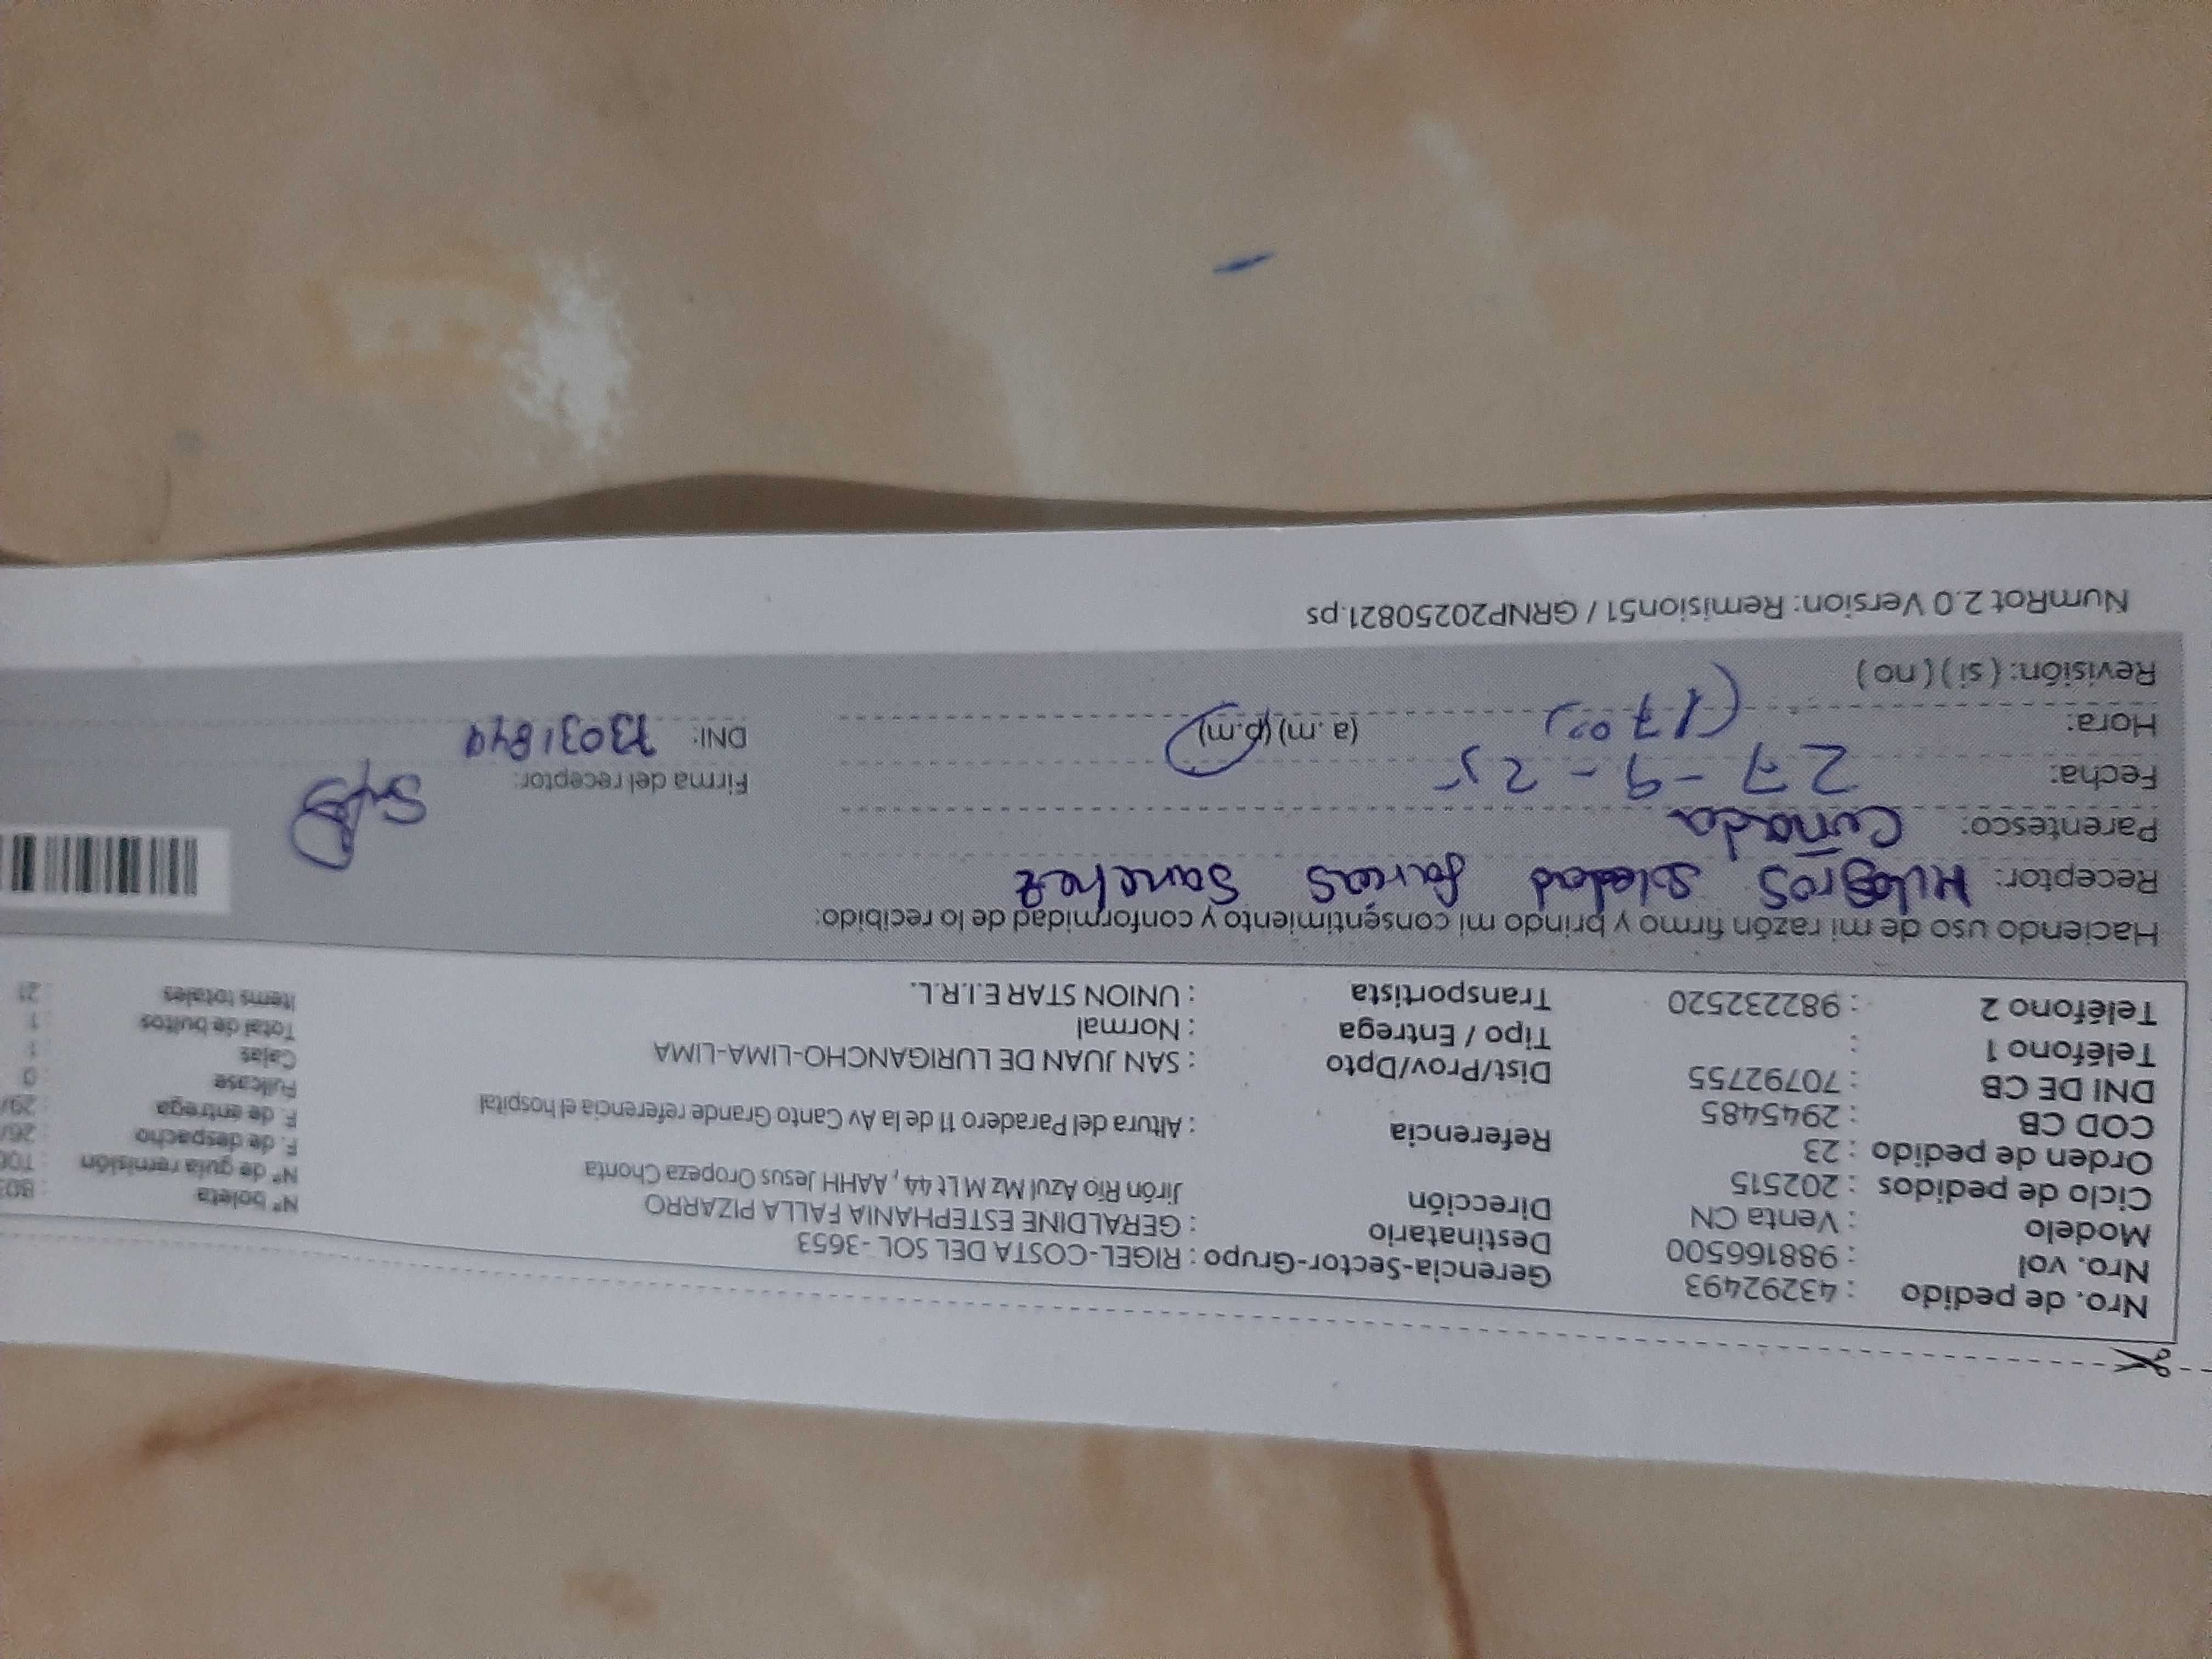 Nro. de pedido : 43292493
Nro. vol : 988166500
Modelo : Venta CN
Ciclo de pedidos : 202515
Orden de pedido : 23
COD CB : 2945485
DNI DE CB : 70792755
Teléfono 1 :
Teléfono 2 : 982232520
Gerencia-Sector-Grupo : RIGEL-COSTA DEL SOL -3653
Destinatario : GERALDINE ESTEPHANIA FALLA PIZARRO
Dirección Jirón Río Azul Mz M Lt 44, AAHH Jesus Oropeza Chonta
Referencia : Altura del Paradero 11 de la Av Canto Grande referencia el hospital
Dist/Prov/Dpto : SAN JUAN DE LURIGANCHO-LIMA-LIMA
Tipo / Entrega : Normal
Transportista : UNION STAR E.I.R.L.
N° boleta
N° de guía remisión
F. de despacho
F. de entrega
Fullcase : 0
Cajas : 1
Total de bultos : 1
Items totales : 21
Haciendo uso de mi razón firmo y brindo mi consentimiento y conformidad de lo recibido:
Receptor: Milagros Soledad Sanchez
Parentesco: Cuñada
Fecha: 27-9-25
Hora: (17 00) (a.m) (p.m)
Revisión: (si) (no)
Firma del receptor:
DNI:
NumRot 2.0 Version: Remision51 / GRNP20250821.ps